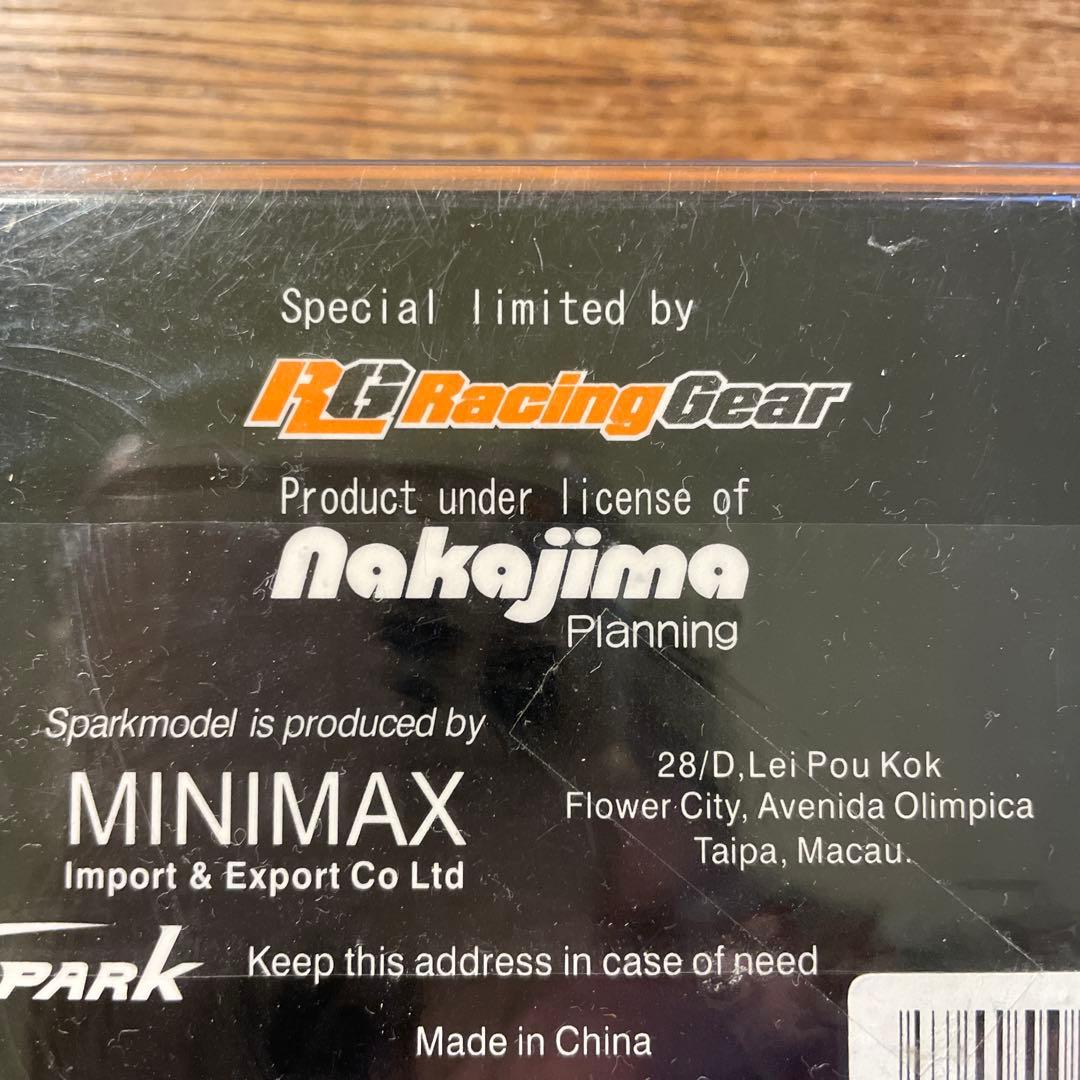 Special limited by
RG RacingGear
Product under license of
nakajima
Planning
Sparkmodel is produced by
MINIMAX
Import & Export Co Ltd
28/D,Lei Pou Kok
Flower City, Avenida Olimpica
Taipa, Macau.
PARK
Keep this address in case of need
Made in China